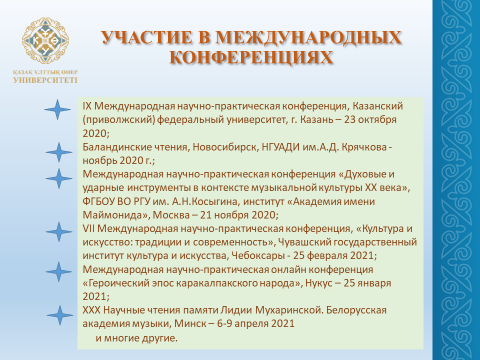 УЧАСТИЕ В МЕЖДУНАРОДНЫХ
КОНФЕРЕНЦИЯХ
ҚАЗАҚ ҰЛТТЫҚ ӨНЕР
УНИВЕРСИТЕТІ
IX Международная научно-практическая конференция, Казанский
(приволжский) федеральный университет, г. Казань – 23 октября
2020;
Баландинские чтения, Новосибирск, НГУАДИ им.А.Д. Крячкова -
ноябрь 2020 г.;
Международная научно-практическая конференция «Духовые и
ударные инструменты в контексте музыкальной культуры XX века»,
ФГБОУ ВО РГУ им. А.Н.Косыгина, институт «Академия имени
Маймонида», Москва – 21 ноября 2020;
VII Международная научно-практическая конференция, «Культура и
искусство: традиции и современность», Чувашский государственный
институт культуры и искусства, Чебоксары - 25 февраля 2021;
Международная научно-практическая онлайн конференция
«Героический эпос каракалпакского народа», Нукус – 25 января
2021;
XXX Научные чтения памяти Лидии Мухаринской. Белорусская
академия музыки, Минск – 6-9 апреля 2021
и многие другие.